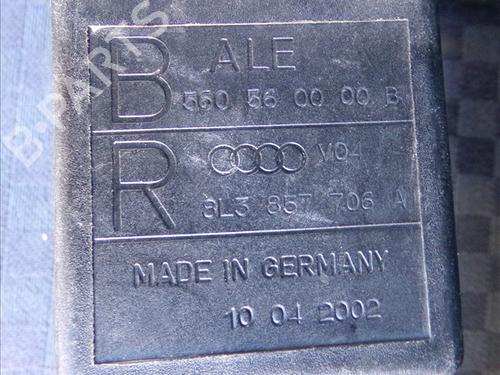 B ALE
560 56 00 00 B
R V04
8L3 857 706 A
MADE IN GERMANY
10 04 2002
B-PARTS